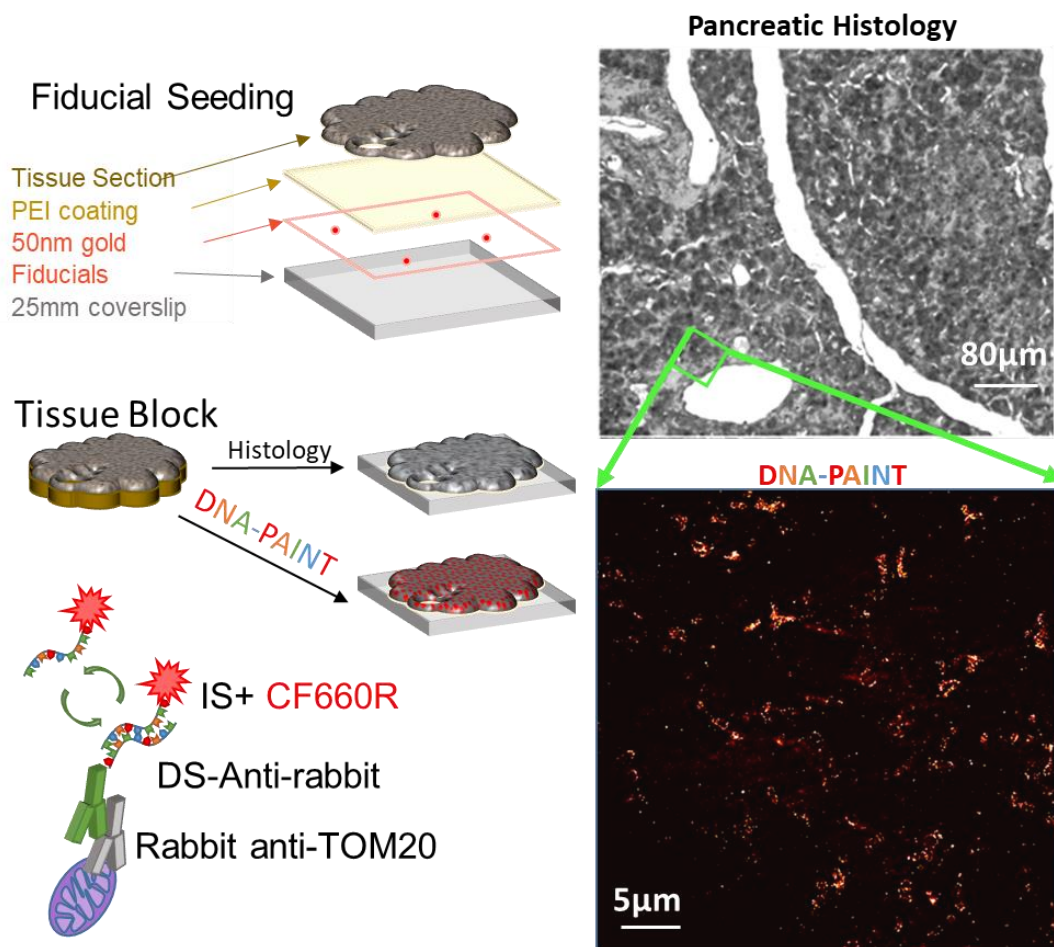 Fiducial Seeding
Tissue Section
PEI coating
50nm gold
Fiducials
25mm coverslip
Tissue Block
Histology
DNA-PAINT
IS+ CF660R
DS-Anti-rabbit
Rabbit anti-TOM20
Pancreatic Histology
80µm
DNA-PAINT
5µm